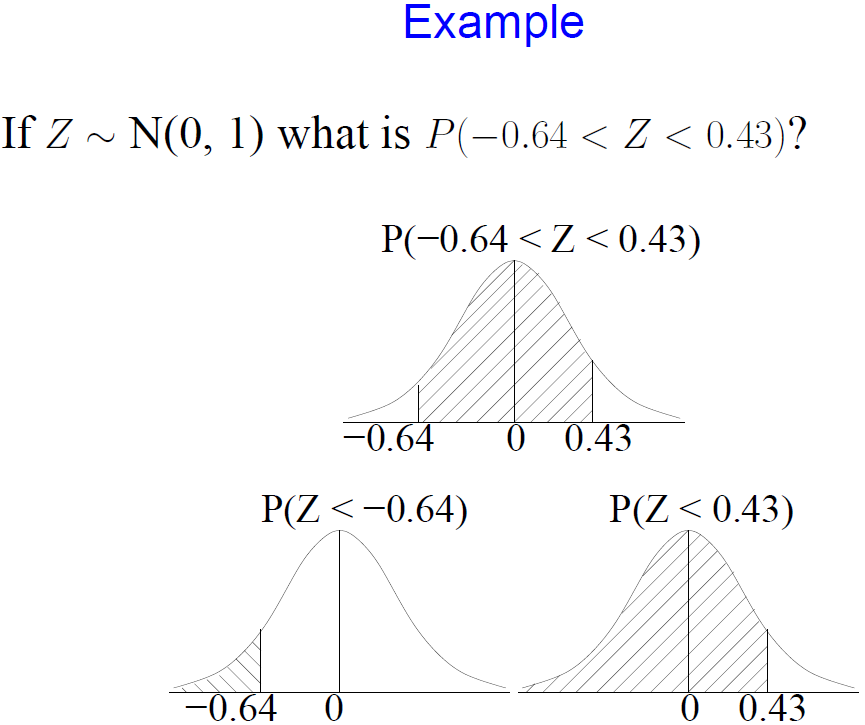 Example
If Z ∼ N(0, 1) what is P(−0.64 < Z < 0.43)?
P(−0.64 < Z < 0.43)
−0.64 0 0.43
P(Z < −0.64) P(Z < 0.43)
−0.64 0 0 0.43